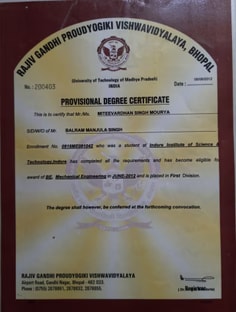 RAJIV GANDHI PROUDYOGIKI VISHWAVIDYALAYA, BHOPAL
(University of Technology of Madhya Pradesh)
INDIA
No.: 200403
Date :
PROVISIONAL DEGREE CERTIFICATE
This is to certify that Mr./Ms. MITEEVARDHAN SINGH MOURYA
S/D/W/O of Mr. BALRAM MANJULA SINGH
Enrollment No. who was a student of Indore Institute of Science &
Technology,Indore has completed all the requirements and has become eligible for
award of BE. Mechanical Engineering in JUNE-2012 and is placed in First Division.
The degree shall however, be conferred at the forthcoming convocation.
RAJIV GANDHI PROUDYOGIKI VISHWAVIDYALAYA
Airport Road, Gandhi Nagar, Bhopal - 462 033.
Phone : (0755)
Registrar